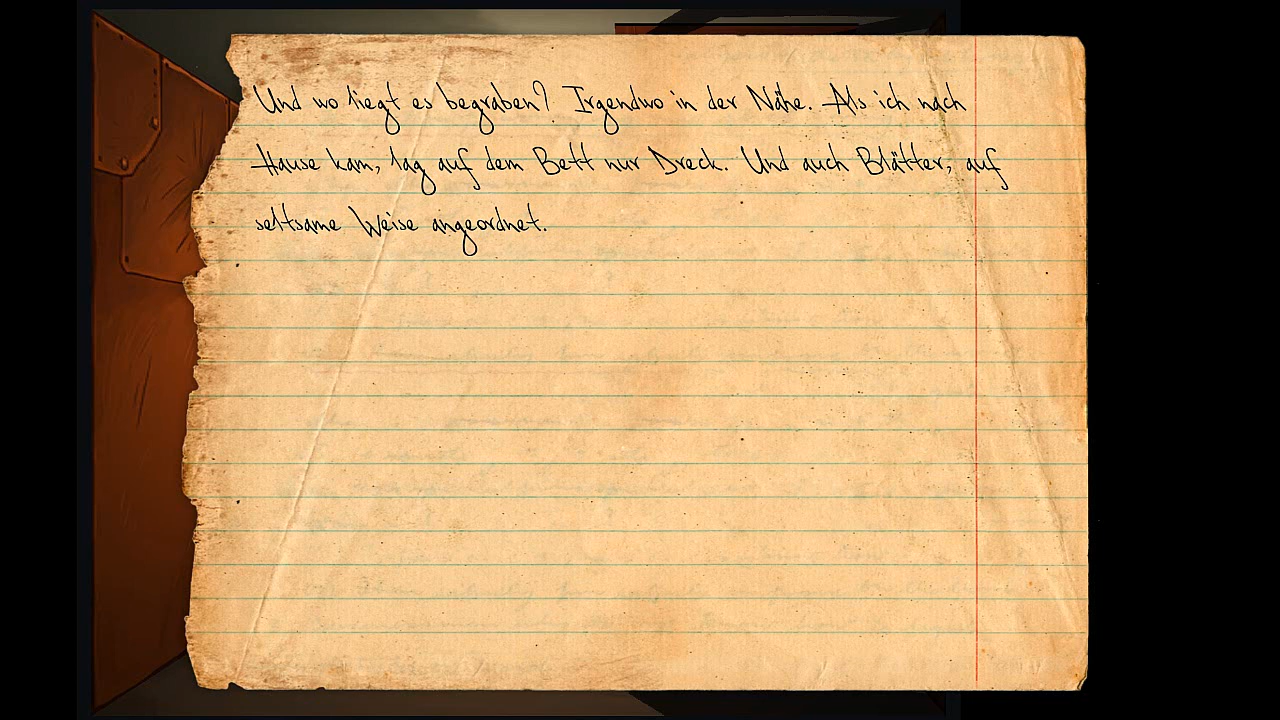 Und wo liegt es begraben? Irgendwo in der Nähe. Als ich nach
Hause kam, lag auf dem Bett nur Dreck. Und auch Blätter, auf
seltsame Weise angeordnet.